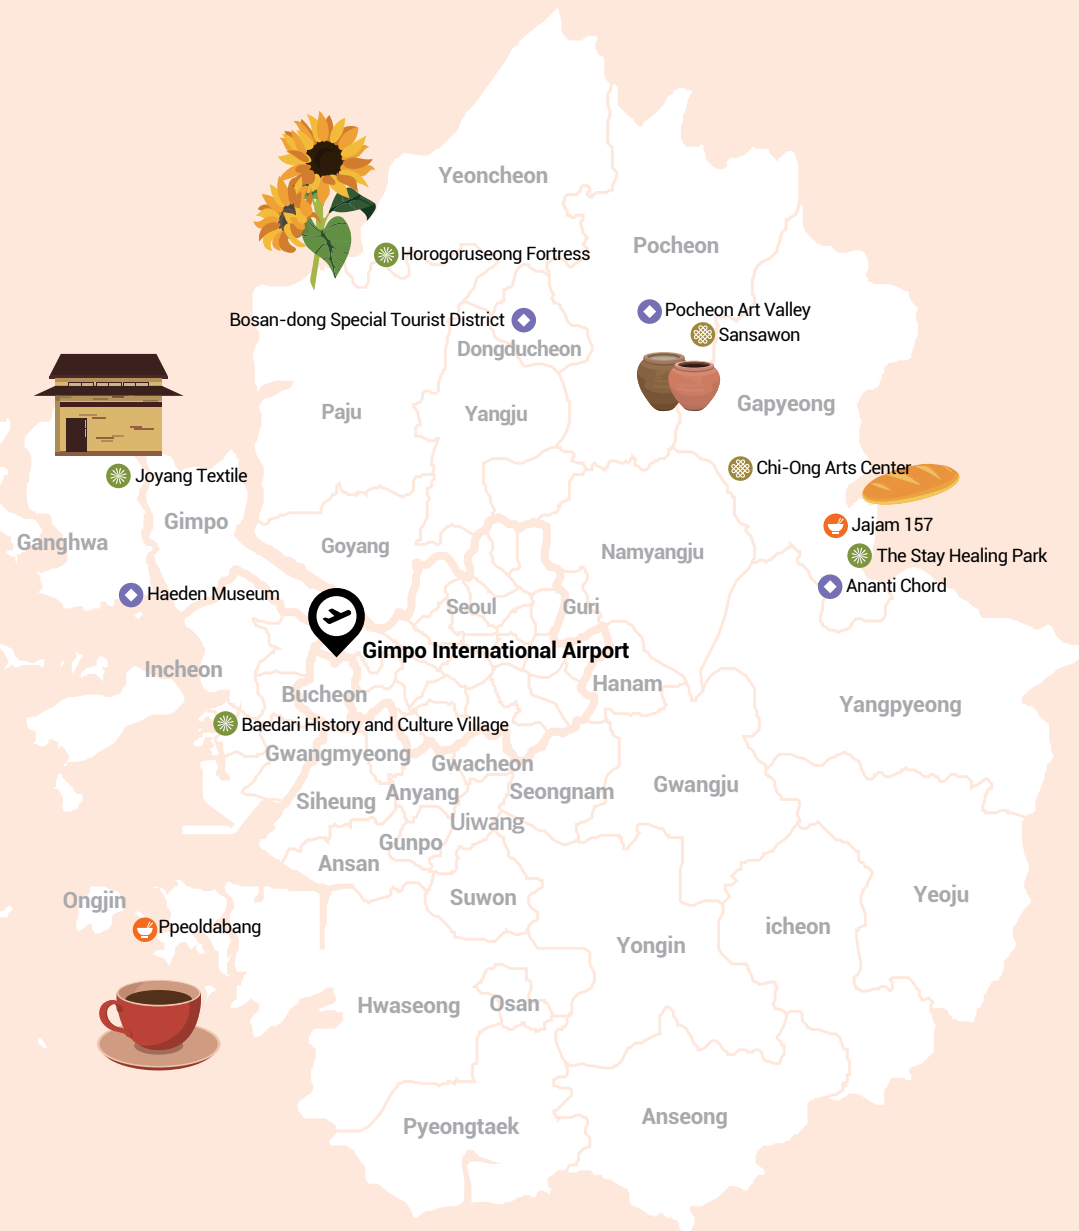 Yeoncheon
Pocheon
Horogoruseong Fortress
Pocheon Art Valley
Bosan-dong Special Tourist District
Sansawon
Dongducheon
Gapyeong
Paju
Yangju
Chi-Ong Arts Center
Joyang Textile
Gimpo
Jajam 157
Ganghwa
Goyang
Namyangju
The Stay Healing Park
Ananti Chord
Haeden Museum
Seoul
Guri
Gimpo International Airport
Incheon
Hanam
Bucheon
Yangpyeong
Baedari History and Culture Village
Gwangmyeong
Gwacheon
Gwangju
Siheung
Anyang
Seongnam
Uiwang
Gunpo
Ansan
Suwon
Yeoju
Ongjin
Ppeoldabang
icheon
Yongin
Hwaseong
Osan
Anseong
Pyeongtaek